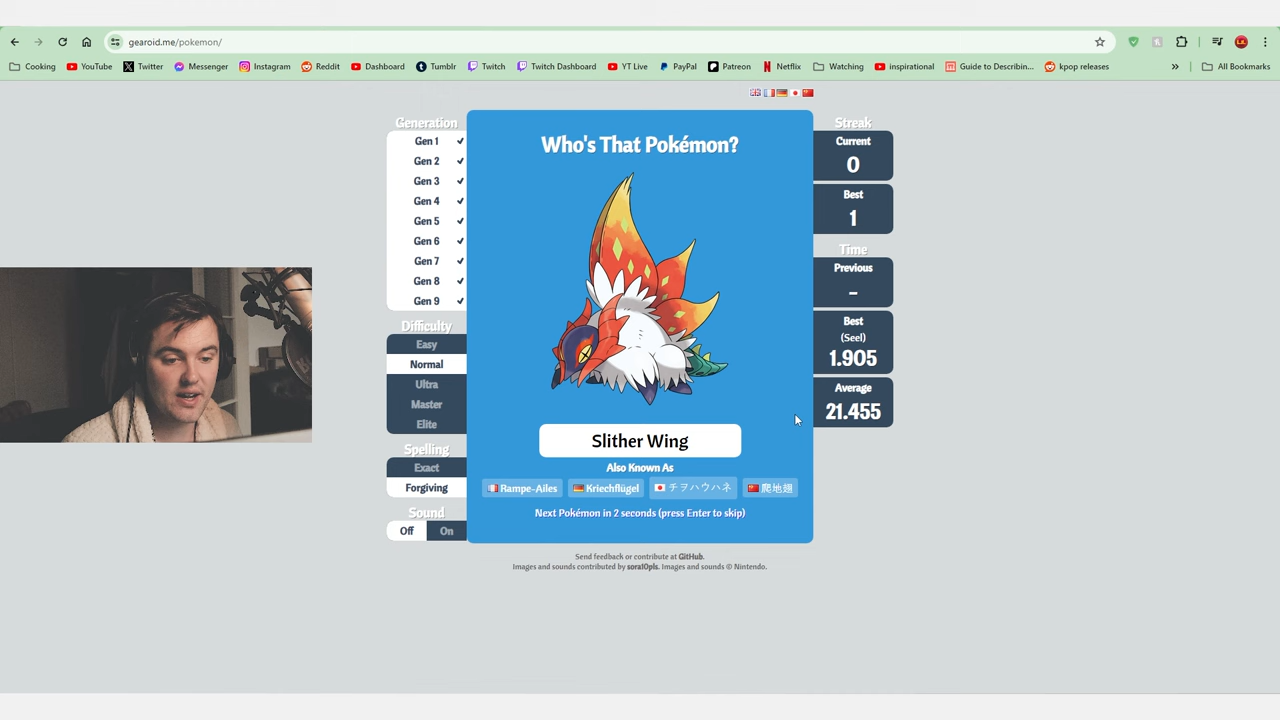 gearoid.me/pokemon/
Cooking YouTube Twitter Messenger Instagram Reddit Dashboard Tumblr Twitch Twitch Dashboard YT Live PayPal Patreon Netflix Watching inspirational Guide to Describin... kpop releases » All Bookmarks
Generation
Gen 1
Gen 2
Gen 3
Gen 4
Gen 5
Gen 6
Gen 7
Gen 8
Gen 9
Difficulty
Easy
Normal
Ultra
Master
Elite
Spelling
Exact
Forgiving
Sound
Off On
Who's That Pokémon?
Slither Wing
Also Known As
Rampe-Ailes Kriechflügel チヲハウハネ 爬地翅
Next Pokémon in 2 seconds (press Enter to skip)
Streak
Current
0
Best
1
Time
Previous
–
Best
(Seel)
1.905
Average
21.455
Send feedback or contribute at GitHub.
Images and sounds contributed by sora10pls. Images and sounds © Nintendo.